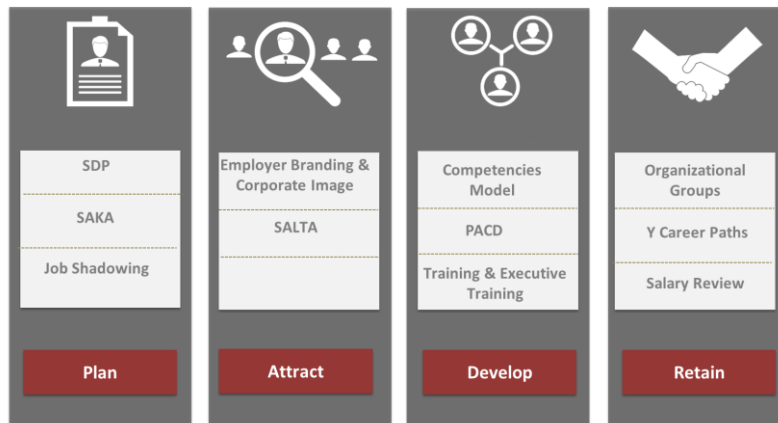 SDP
SAKA
Job Shadowing
Plan
Employer Branding &
Corporate Image
SALTA
Attract
Competencies
Model
PACD
Training & Executive
Training
Develop
Organizational
Groups
Y Career Paths
Salary Review
Retain